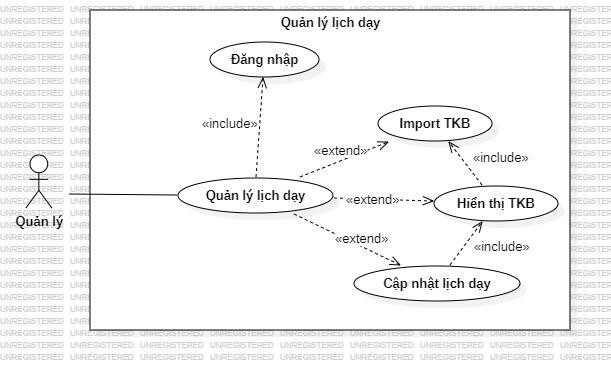 Quản lý lịch dạy
Đăng nhập
«include»
Import TKB
«extend»
«include»
Quản lý
Quản lý lịch dạy
«extend»
Hiển thị TKB
«extend»
«include»
Cập nhật lịch dạy
UNREGISTERED